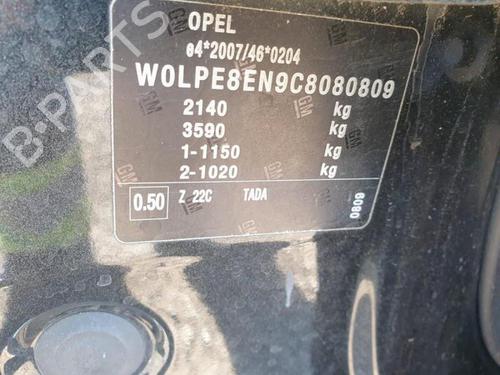 OPEL
e4*2007/46*0204
W0LPE8EN9C8080809
2140 kg
3590 kg
1-1150 kg
2-1020 kg
0.50 Z 22C TADA 0809
B-PARTS
GM